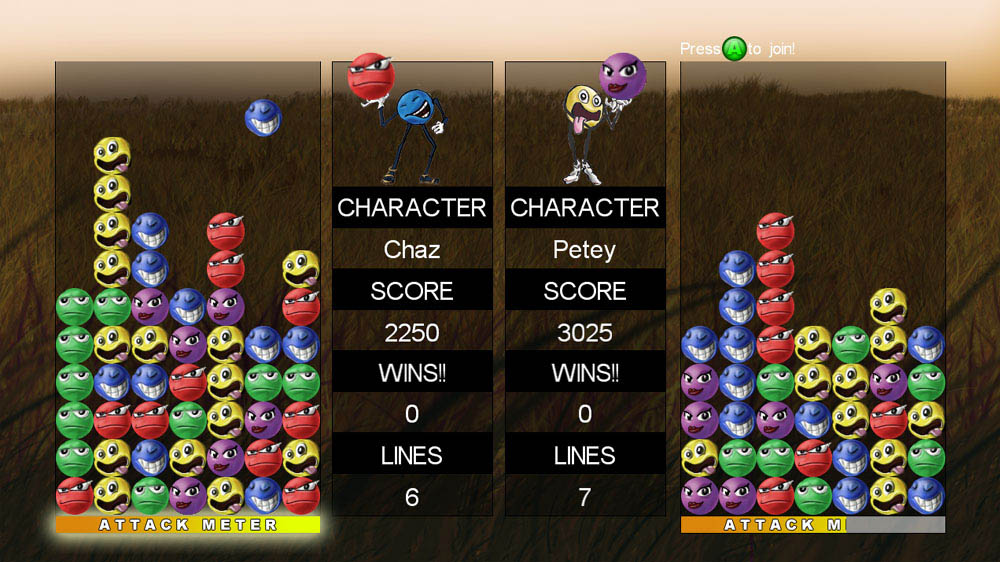 Press A to join!
CHARACTER
Chaz
SCORE
2250
WINS!!
0
LINES
6
CHARACTER
Petey
SCORE
3025
WINS!!
0
LINES
7
ATTACK METER
ATTACK M